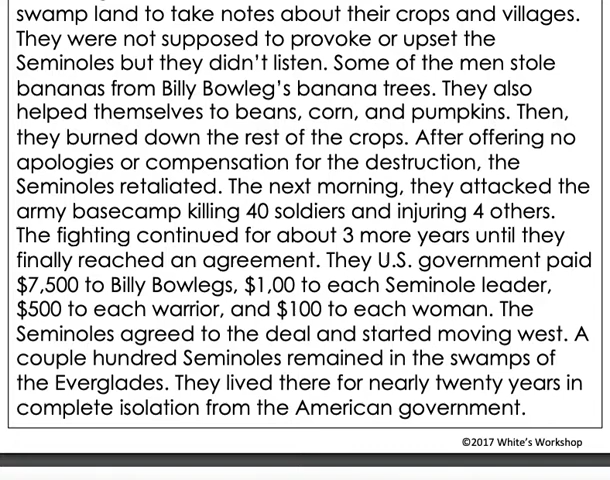 swamp land to take notes about their crops and villages.
They were not supposed to provoke or upset the
Seminoles but they didn't listen. Some of the men stole
bananas from Billy Bowleg's banana trees. They also
helped themselves to beans, corn, and pumpkins. Then,
they burned down the rest of the crops. After offering no
apologies or compensation for the destruction, the
Seminoles retaliated. The next morning, they attacked the
army basecamp killing 40 soldiers and injuring 4 others.
The fighting continued for about 3 more years until they
finally reached an agreement. They U.S. government paid
$7,500 to Billy Bowlegs, $1,00 to each Seminole leader,
$500 to each warrior, and $100 to each woman. The
Seminoles agreed to the deal and started moving west. A
couple hundred Seminoles remained in the swamps of
the Everglades. They lived there for nearly twenty years in
complete isolation from the American government.
©2017 White's Workshop